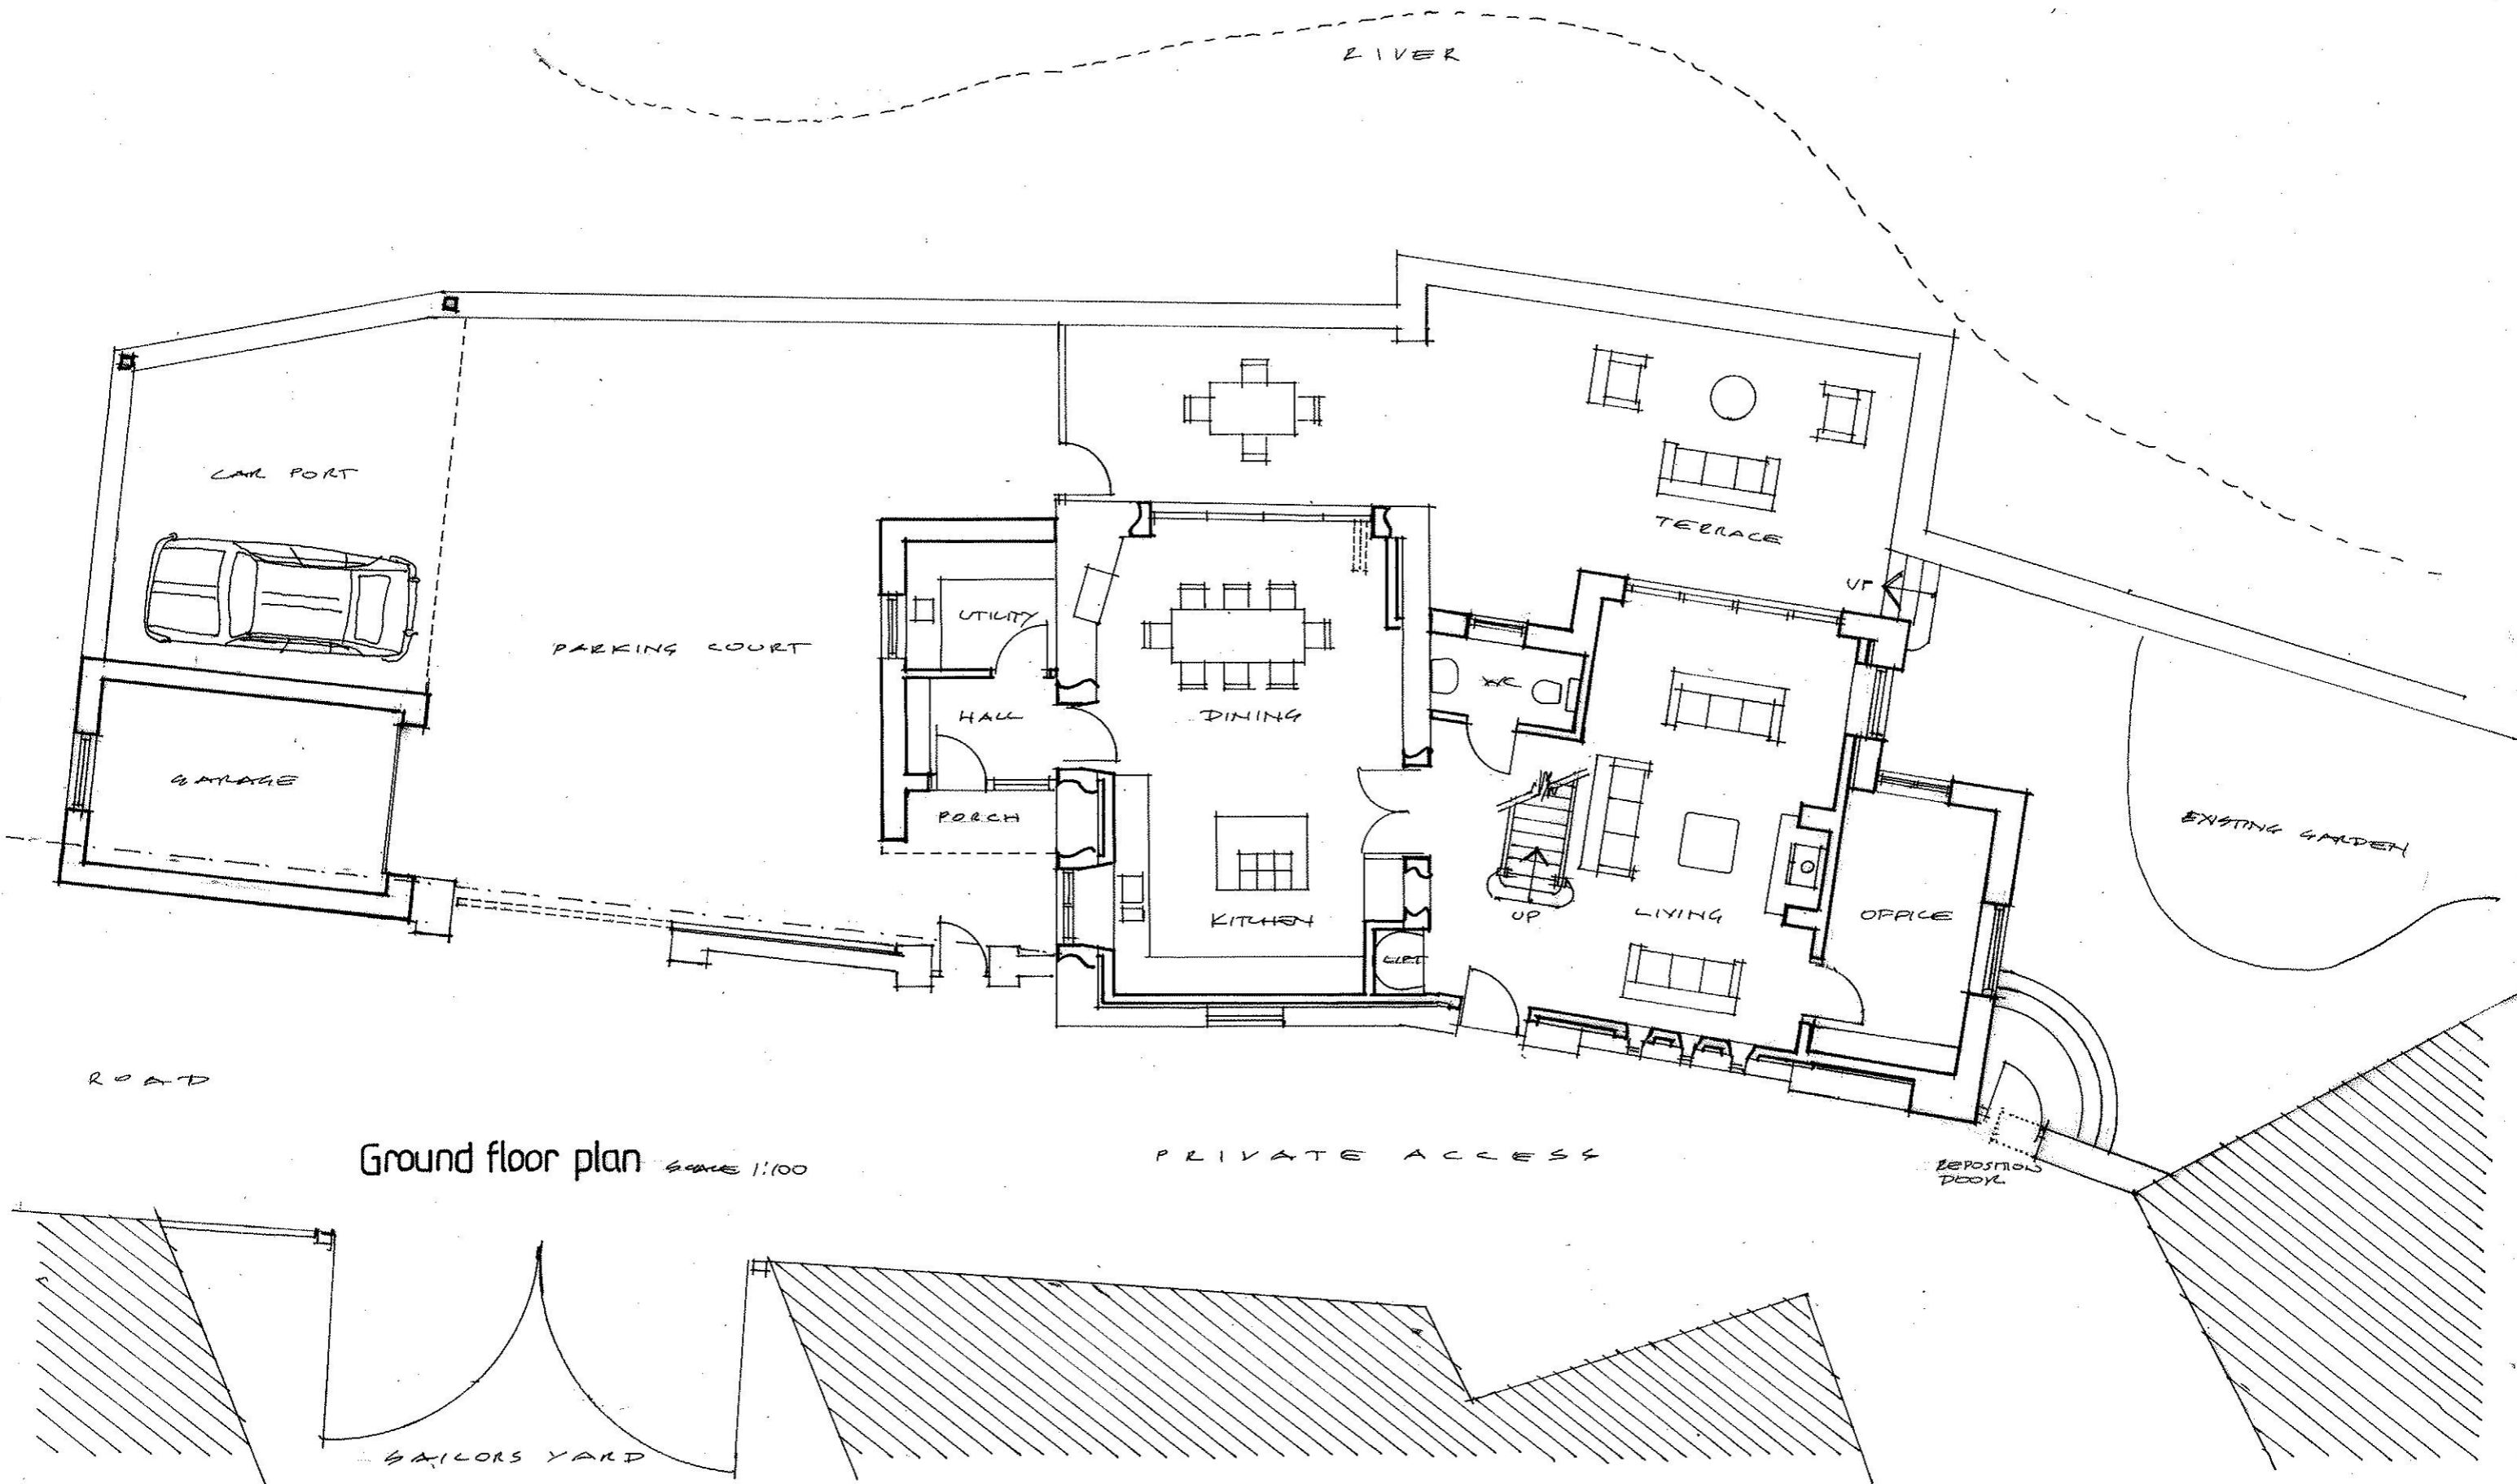 RIVER
CAR PORT
TERRACE
UP
UTILITY
PARKING COURT
WC
HALL
DINING
GARAGE
PORCH
EXISTING GARDEN
KITCHEN
UP
LIVING
OFFICE
LIFT
ROAD
Ground floor plan SCALE 1:100
PRIVATE ACCESS
REPOSITION
DOOR
SAILORS YARD